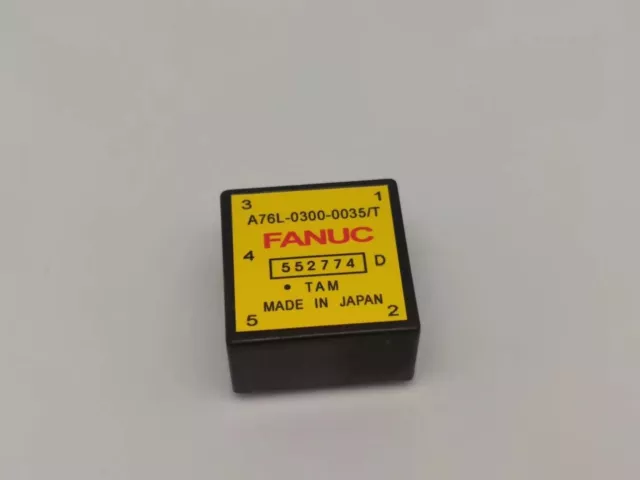 3 1
A76L-0300-0035/T
FANUC
4 552774 D
• TAM
MADE IN JAPAN
5 2